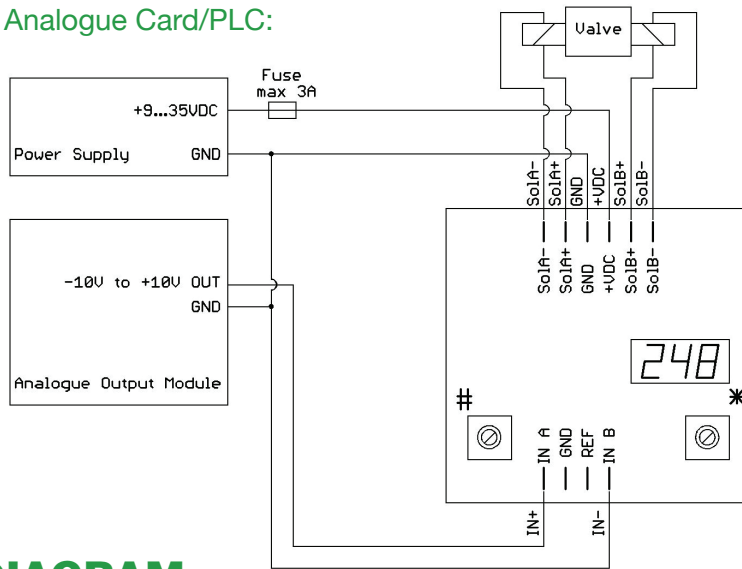 Analogue Card/PLC:
Valve
Fuse
max 3A
+9...35VDC
Power Supply GND
SolA-
SolA+
GND
+VDC
SolB+
SolB-
SolA-
SolA+
GND
+VDC
SolB+
SolB-
-10V to +10V OUT
GND
Analogue Output Module
248
#
*
IN A
GND
REF
IN B
IN+
IN-